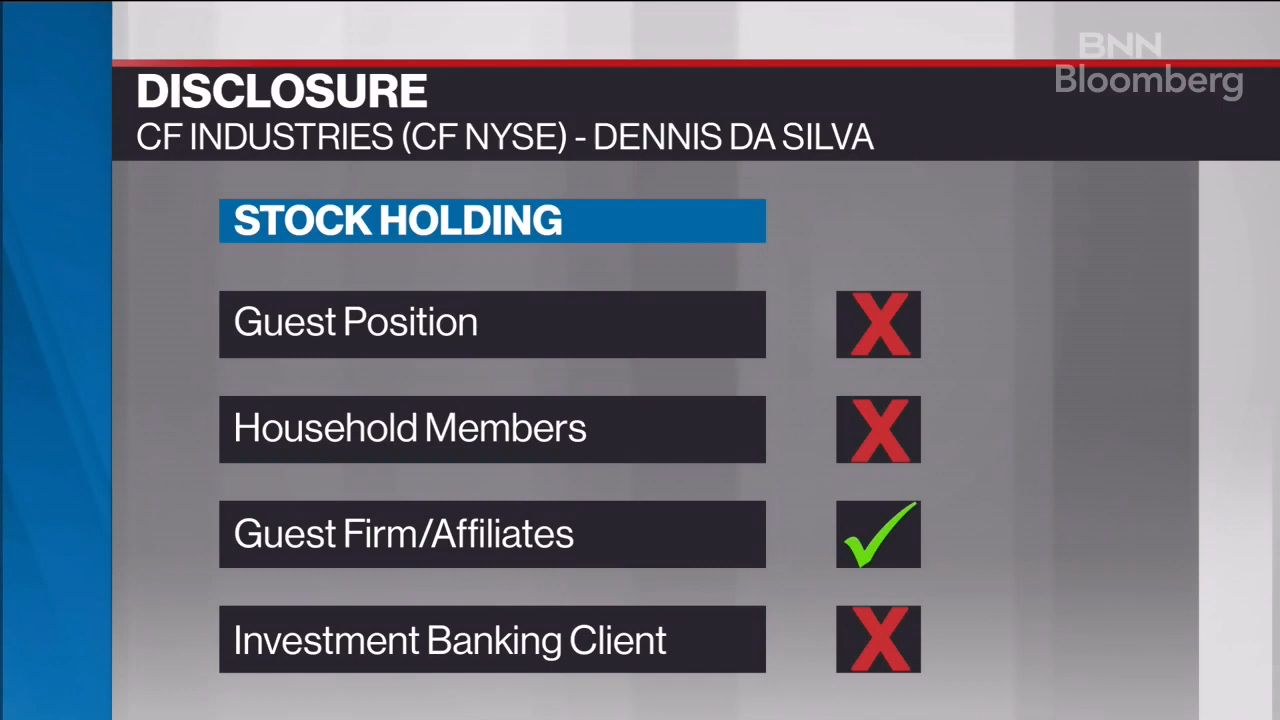 BNN
Bloomberg
DISCLOSURE
CF INDUSTRIES (CF NYSE) - DENNIS DA SILVA
STOCK HOLDING
Guest Position
Household Members
Guest Firm/Affiliates
Investment Banking Client